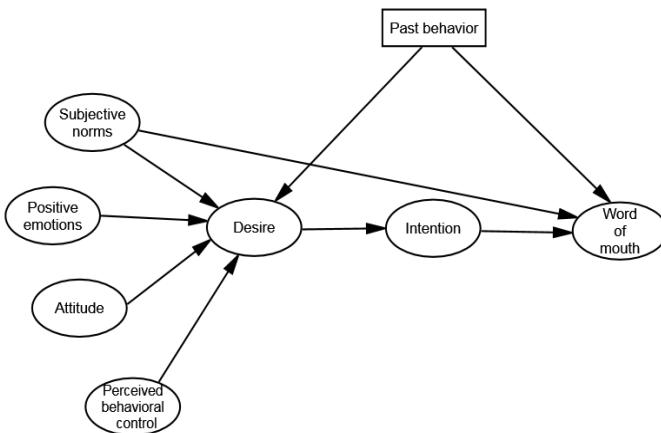 Past behavior
Subjective
norms
Positive
emotions
Desire
Intention
Word
of
mouth
Attitude
Perceived
behavioral
control